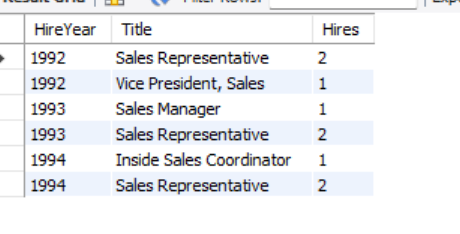 Result Grid Filter Rows: Expo
HireYear Title Hires
1992 Sales Representative 2
1992 Vice President, Sales 1
1993 Sales Manager 1
1993 Sales Representative 2
1994 Inside Sales Coordinator 1
1994 Sales Representative 2